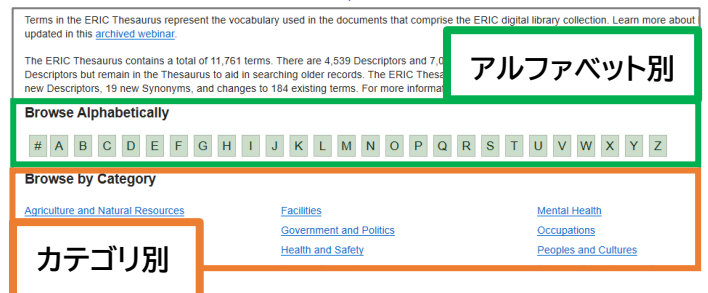 Terms in the ERIC Thesaurus represent the vocabulary used in the documents that comprise the ERIC digital library collection. Learn more about
updated in this archived webinar.
The ERIC Thesaurus contains a total of 11,761 terms. There are 4,539 Descriptors and 7,0
Descriptors but remain in the Thesaurus to aid in searching older records. The ERIC Thesa
new Descriptors, 19 new Synonyms, and changes to 184 existing terms. For more informat
アルファベット別
Browse Alphabetically
# A B C D E F G H I J K L M N O P Q R S T U V W X Y Z
Browse by Category
Agriculture and Natural Resources Facilities Mental Health
Government and Politics Occupations
Health and Safety Peoples and Cultures
カテゴリ別